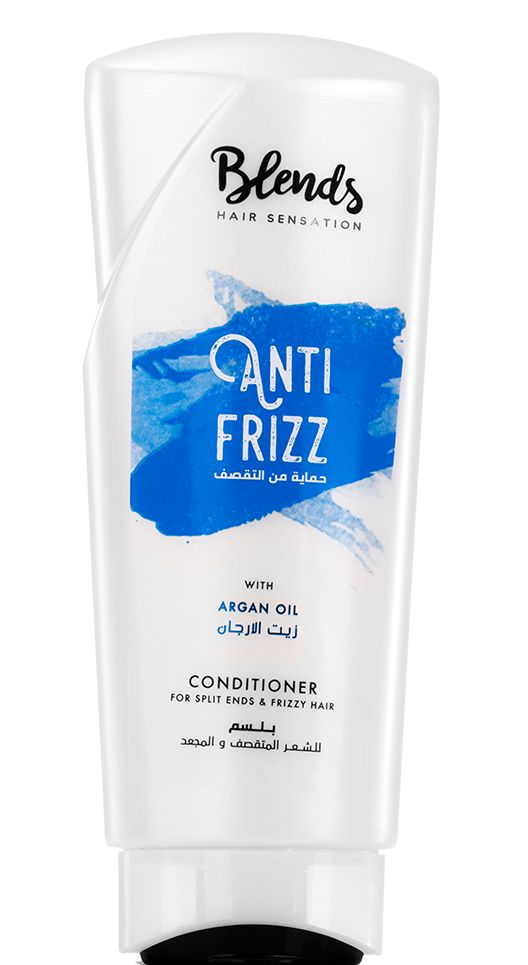 Blends
HAIR SENSATION
ANTI
FRIZZ
حماية من التقصف
WITH
ARGAN OIL
زيت الارجان
CONDITIONER
FOR SPLIT ENDS & FRIZZY HAIR
بلسم
للشعر المتقصف و المجعد